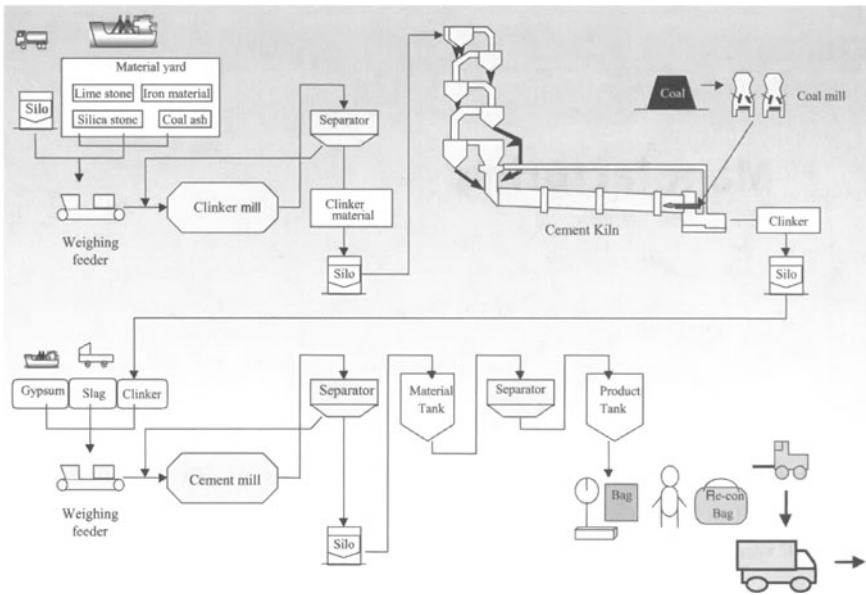 Material yard
Lime stone
Iron material
Silo
Silica stone
Coal ash
Separator
Coal
Coal mill
Clinker mill
Clinker
material
Weighing
feeder
Cement Kiln
Clinker
Silo
Silo
Gypsum
Slag
Clinker
Separator
Material
Tank
Separator
Product
Tank
Cement mill
Weighing
feeder
Silo
Bag
Fle-con
Bag